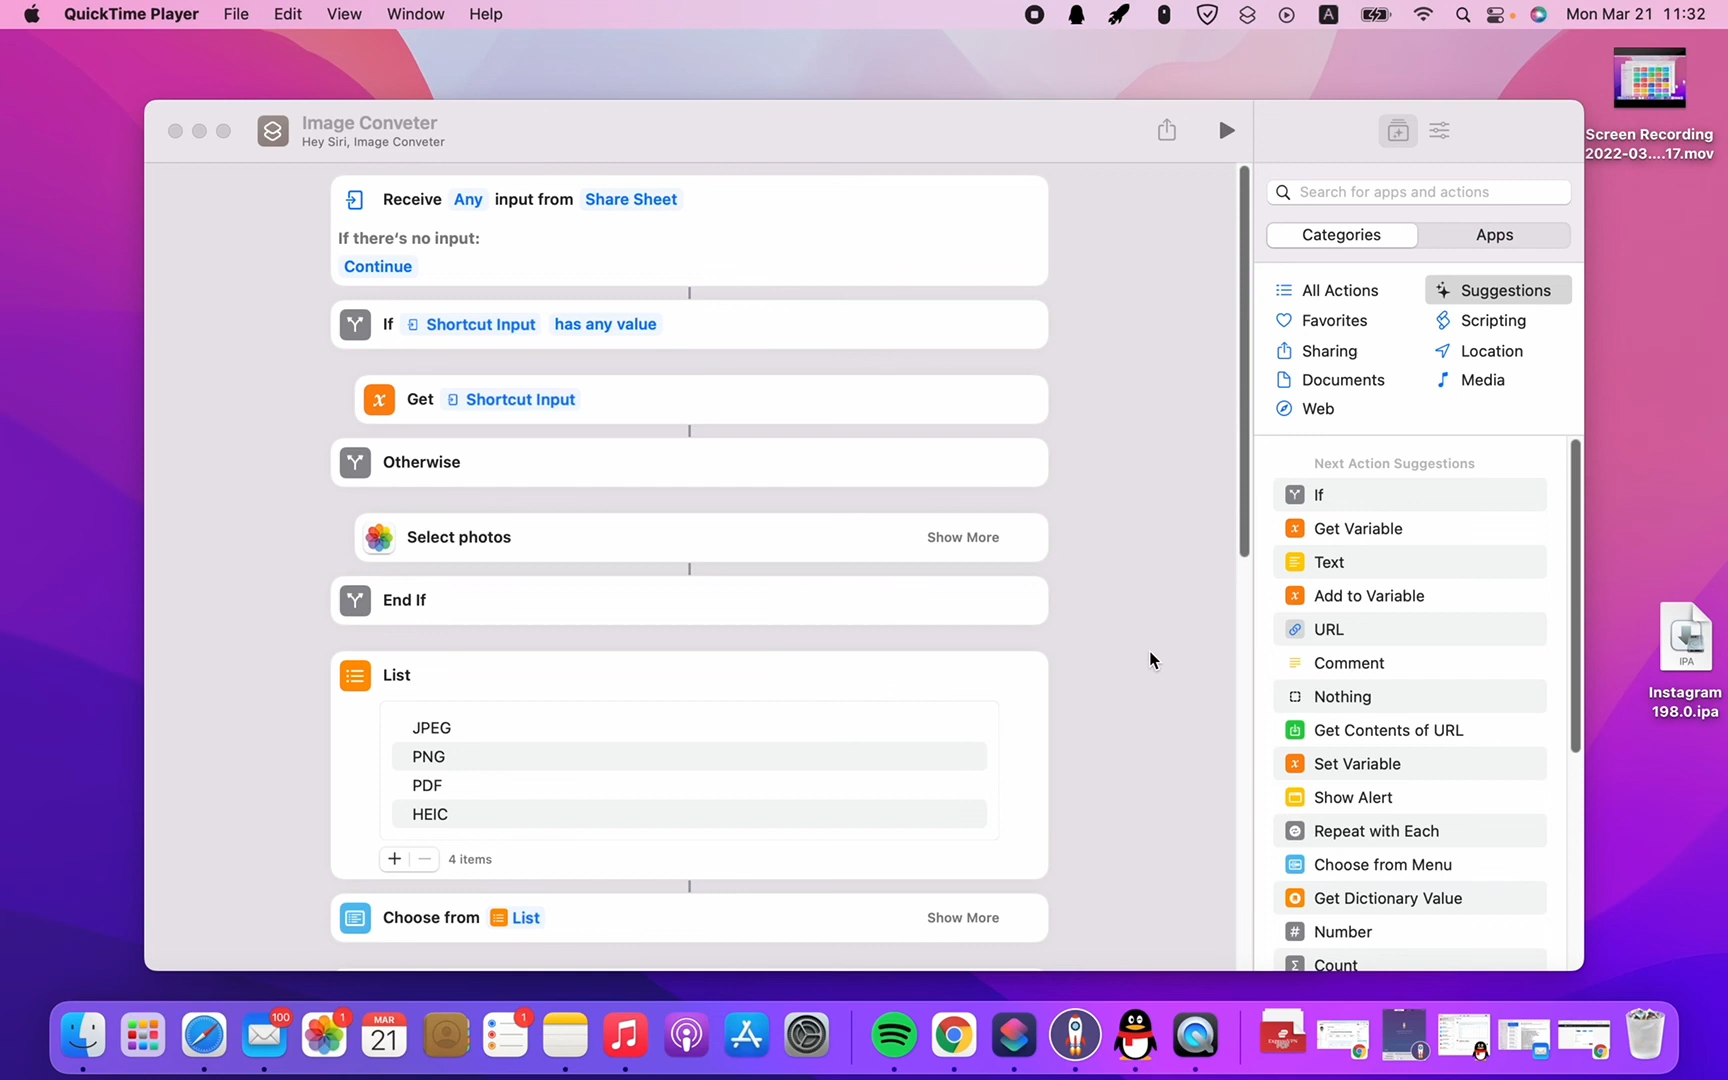 QuickTime Player File Edit View Window Help
A
Mon Mar 21 11:32
Image Conveter
Hey Siri, Image Conveter
Receive Any input from Share Sheet
If there's no input:
Continue
If Shortcut Input has any value
x Get Shortcut Input
Otherwise
Select photos Show More
End If
List
JPEG
PNG
PDF
HEIC
+ − 4 items
Choose from List Show More
Search for apps and actions
Categories Apps
All Actions Suggestions
Favorites Scripting
Sharing Location
Documents Media
Web
Next Action Suggestions
If
x Get Variable
Text
x Add to Variable
URL
Comment
Nothing
Get Contents of URL
x Set Variable
Show Alert
Repeat with Each
Choose from Menu
Get Dictionary Value
# Number
Σ Count
Screen Recording
2022-03....17.mov
IPA
Instagram
198.0.ipa
100
1
MAR
21
1
ExpressVPN